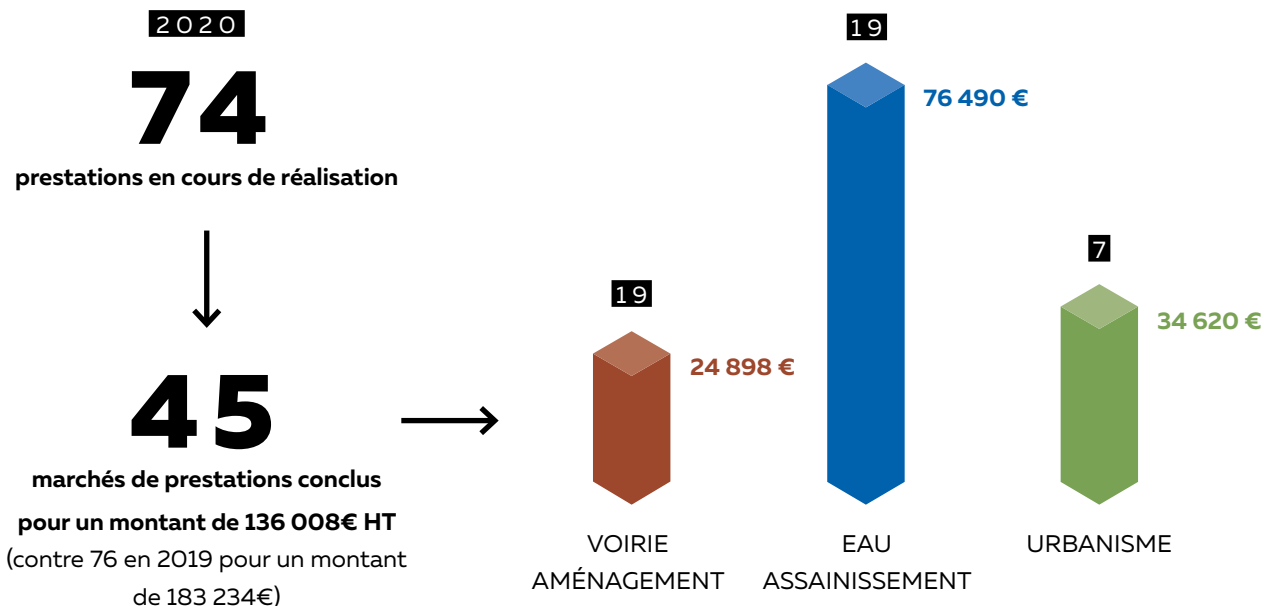 2020
74
prestations en cours de réalisation
45
marchés de prestations conclus
pour un montant de 136 008€ HT
(contre 76 en 2019 pour un montant
de 183 234€)
19
24 898 €
VOIRIE
AMÉNAGEMENT
19
76 490 €
EAU
ASSAINISSEMENT
7
34 620 €
URBANISME